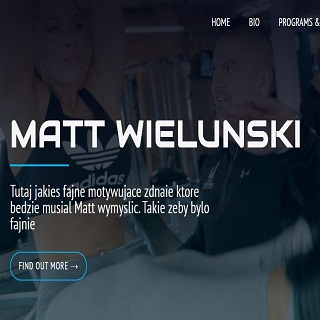 HOME BIO PROGRAMS &
MATT WIELUNSKI
adidas
Tutaj jakies fajne motywujace zdnaie ktore
bedzie musial Matt wymyslic. Takie zeby bylo
fajnie
FIND OUT MORE →